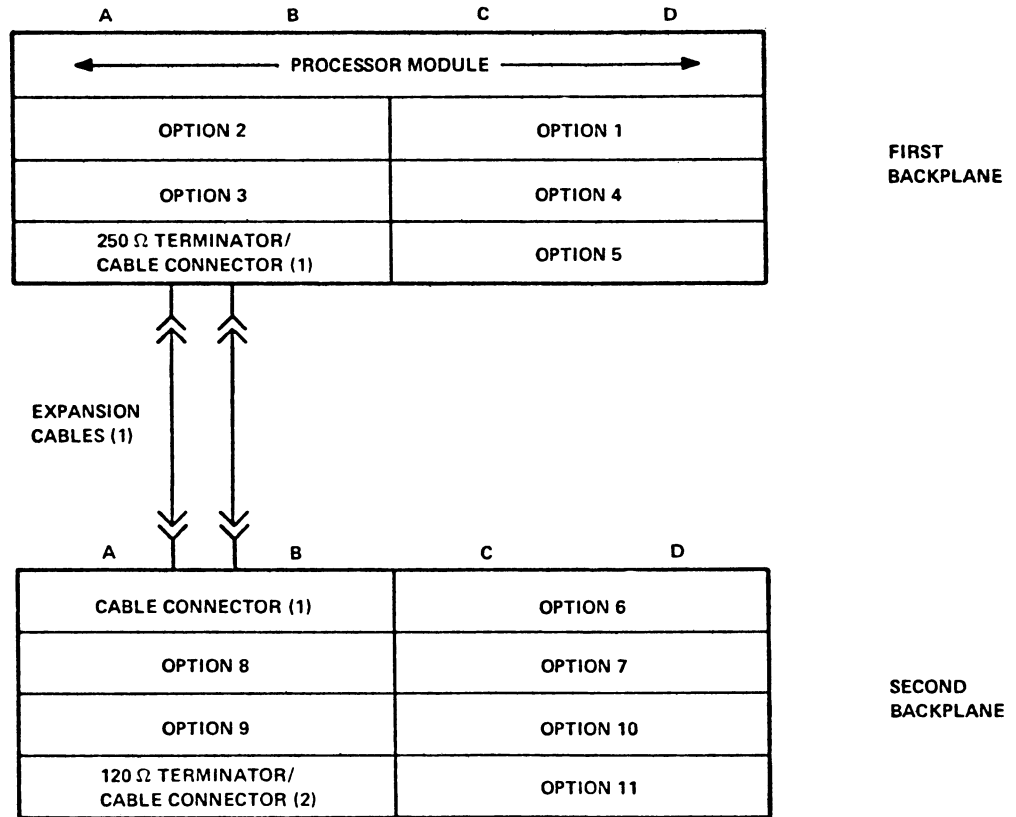 A B C D
PROCESSOR MODULE
OPTION 2 OPTION 1
FIRST
BACKPLANE
OPTION 3 OPTION 4
250 Ω TERMINATOR/
CABLE CONNECTOR (1)
OPTION 5
EXPANSION
CABLES (1)
A B C D
CABLE CONNECTOR (1) OPTION 6
OPTION 8 OPTION 7
SECOND
BACKPLANE
OPTION 9 OPTION 10
120 Ω TERMINATOR/
CABLE CONNECTOR (2)
OPTION 11